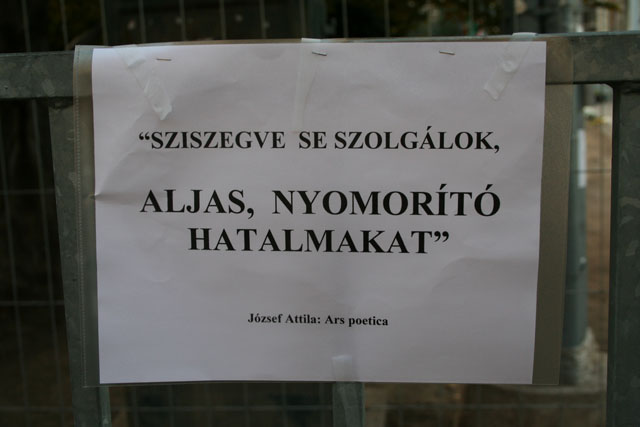 “SZISZEGVE SE SZOLGÁLOK,
ALJAS, NYOMORÍTÓ
HATALMAKAT”
József Attila: Ars poetica